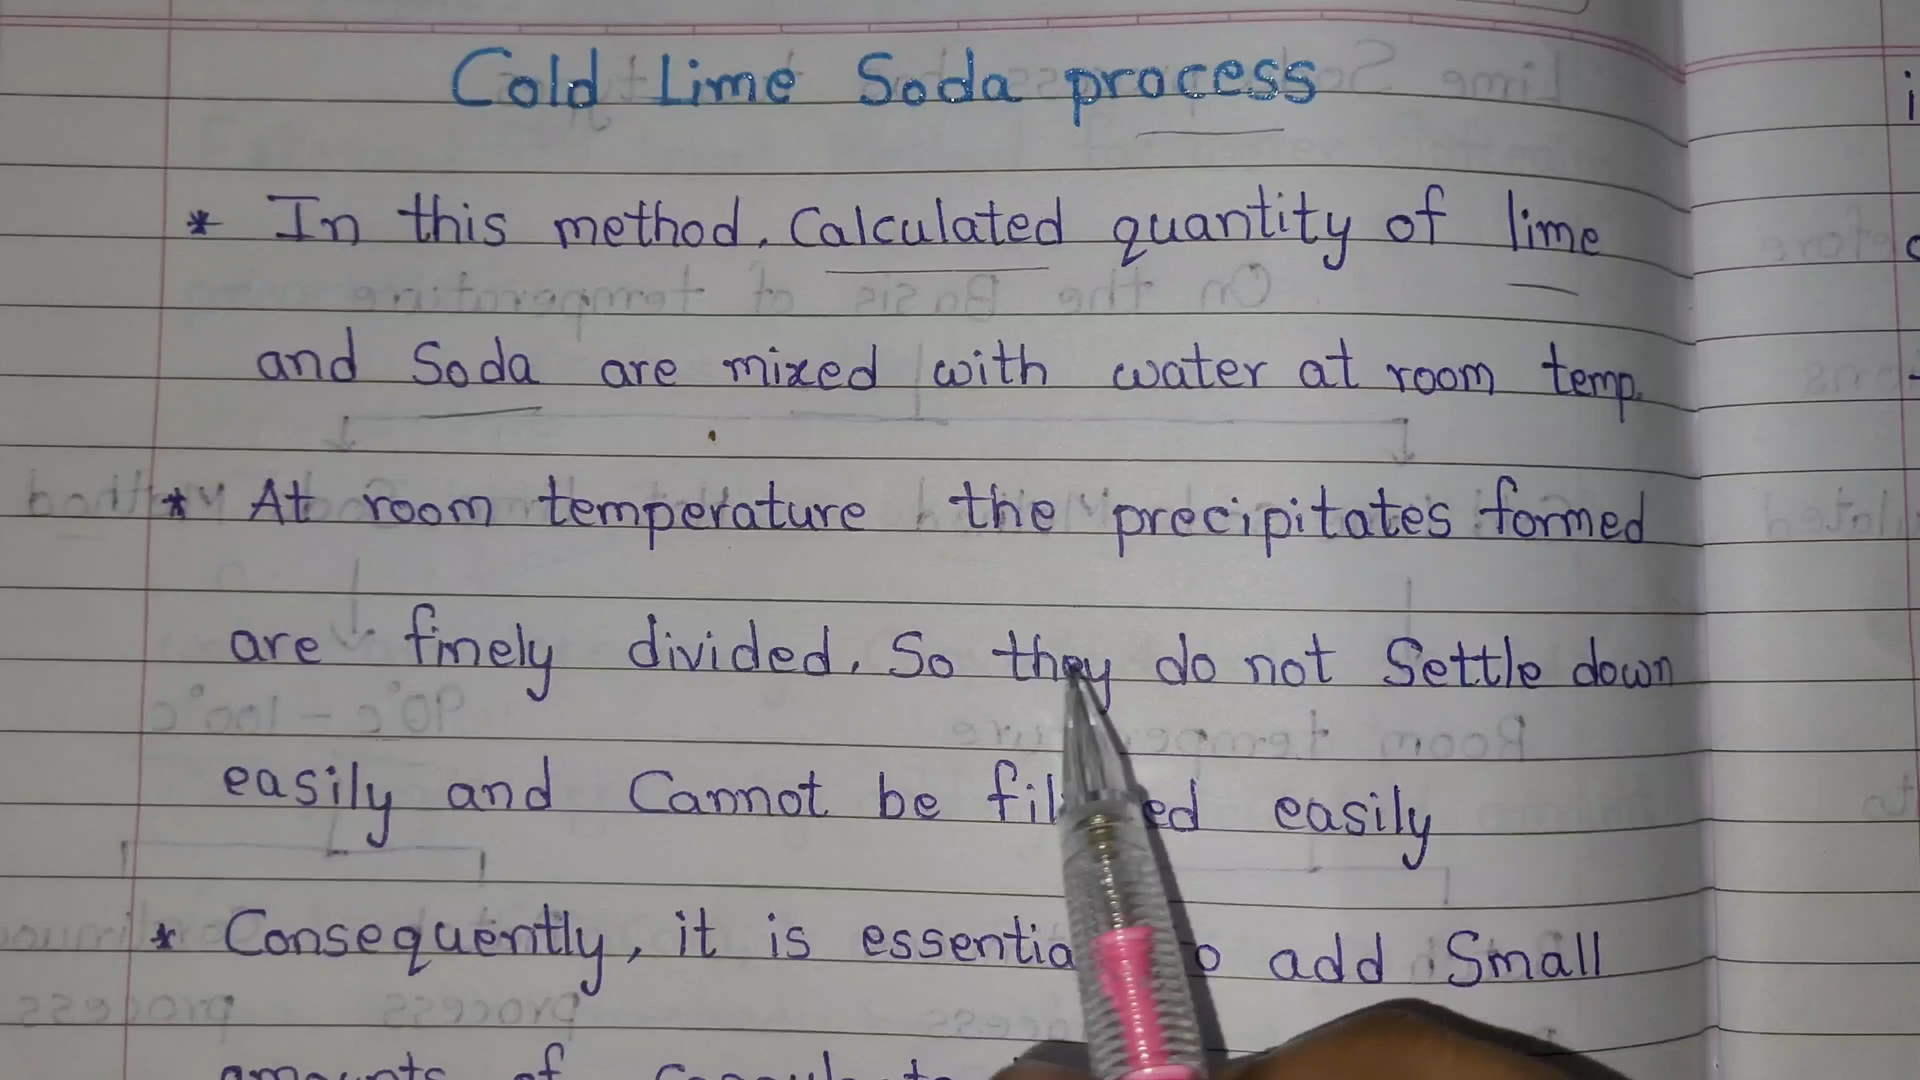 Cold Lime Soda process
* In this method, Calculated quantity of lime
and Soda are mixed with water at room temp.
* At room temperature the precipitates formed
are finely divided. So they do not Settle down
easily and Cannot be easily
* Consequently, it is add Small
of